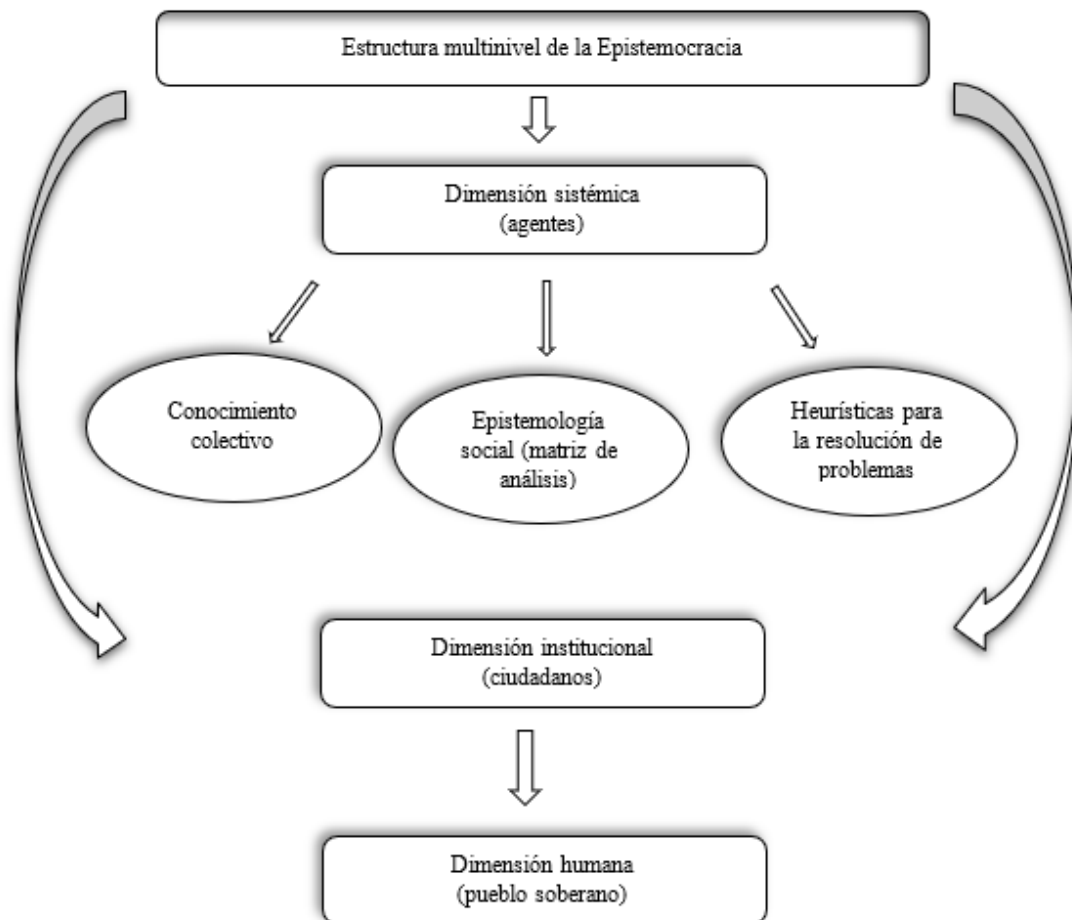 Estructura multinivel de la Epistemocracia
Dimensión sistémica
(agentes)
Conocimiento
colectivo
Epistemología
social (matriz de
análisis)
Heurísticas para
la resolución de
problemas
Dimensión institucional
(ciudadanos)
Dimensión humana
(pueblo soberano)